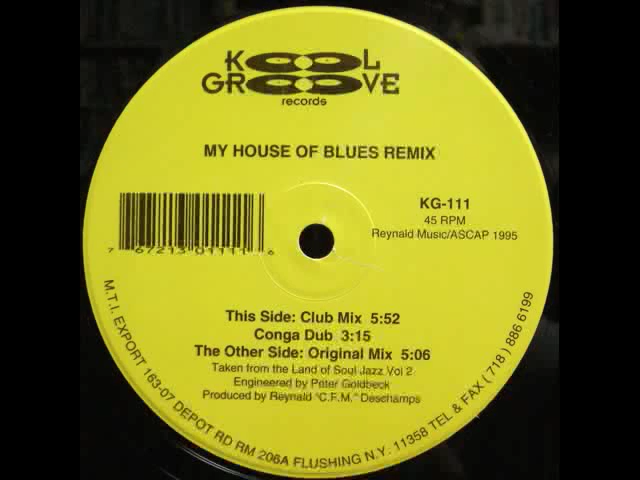 KOOL
GROOVE
records
MY HOUSE OF BLUES REMIX
KG-111
45 RPM
Reynald Music/ASCAP 1995
7 67213 01111 6
This Side: Club Mix 5:52
Conga Dub 3:15
The Other Side: Original Mix 5:06
Taken from the Land of Soul Jazz Vol 2
Engineered by Peter Goldbeck
Produced by Reynald "C.F.M." Deschamps
M.T.I. EXPORT 163-07 DEPOT RD RM 206A FLUSHING N.Y. 11358 TEL & FAX (718) 886 6199